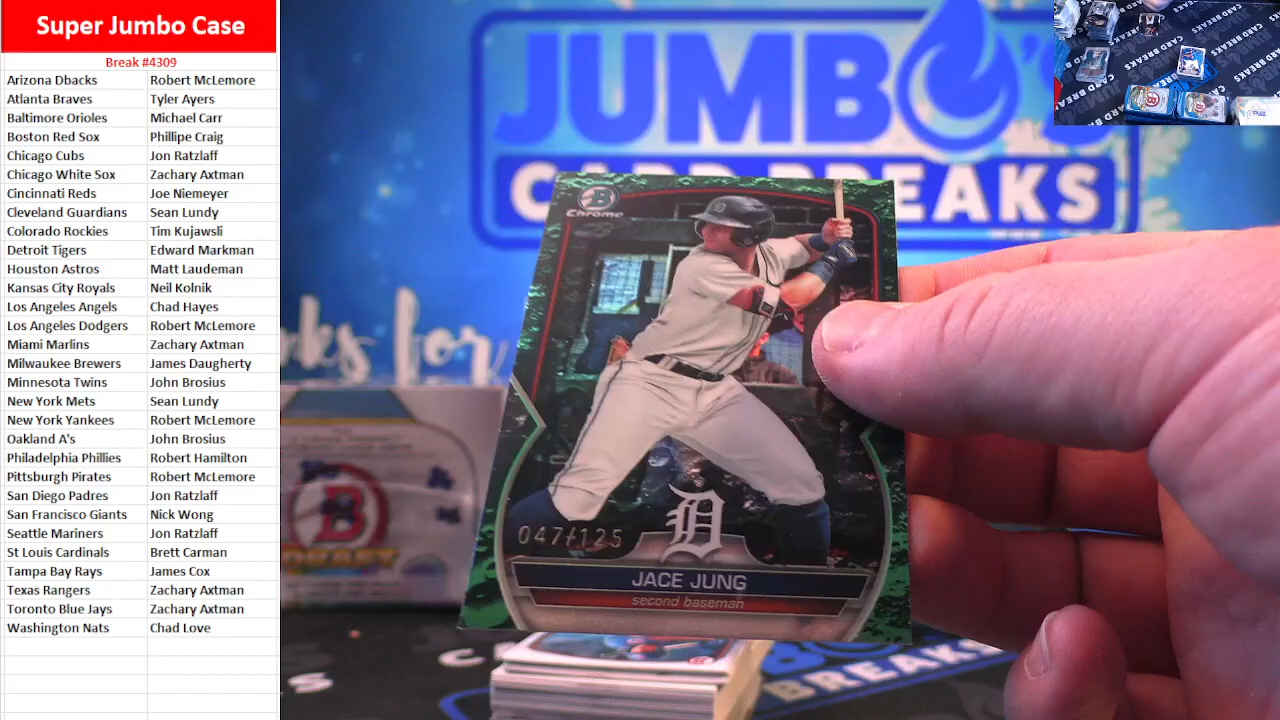 Super Jumbo Case
Break #4309
Arizona Dbacks Robert McLemore
Atlanta Braves Tyler Ayers
Baltimore Orioles Michael Carr
Boston Red Sox Phillipe Craig
Chicago Cubs Jon Ratzlaff
Chicago White Sox Zachary Axtman
Cincinnati Reds Joe Niemeyer
Cleveland Guardians Sean Lundy
Colorado Rockies Tim Kujawsli
Detroit Tigers Edward Markman
Houston Astros Matt Laudeman
Kansas City Royals Neil Kolnik
Los Angeles Angels Chad Hayes
Los Angeles Dodgers Robert McLemore
Miami Marlins Zachary Axtman
Milwaukee Brewers James Daugherty
Minnesota Twins John Brosius
New York Mets Sean Lundy
New York Yankees Robert McLemore
Oakland A's John Brosius
Philadelphia Phillies Robert Hamilton
Pittsburgh Pirates Robert McLemore
San Diego Padres Jon Ratzlaff
San Francisco Giants Nick Wong
Seattle Mariners Jon Ratzlaff
St Louis Cardinals Brett Carman
Tampa Bay Rays James Cox
Texas Rangers Zachary Axtman
Toronto Blue Jays Zachary Axtman
Washington Nats Chad Love
JUMBO'S
CARD BREAKS
for
B
Chrome
D
D
047/125
JACE JUNG
second baseman
B
DRAFT
BREAKS
CARD BREAKS